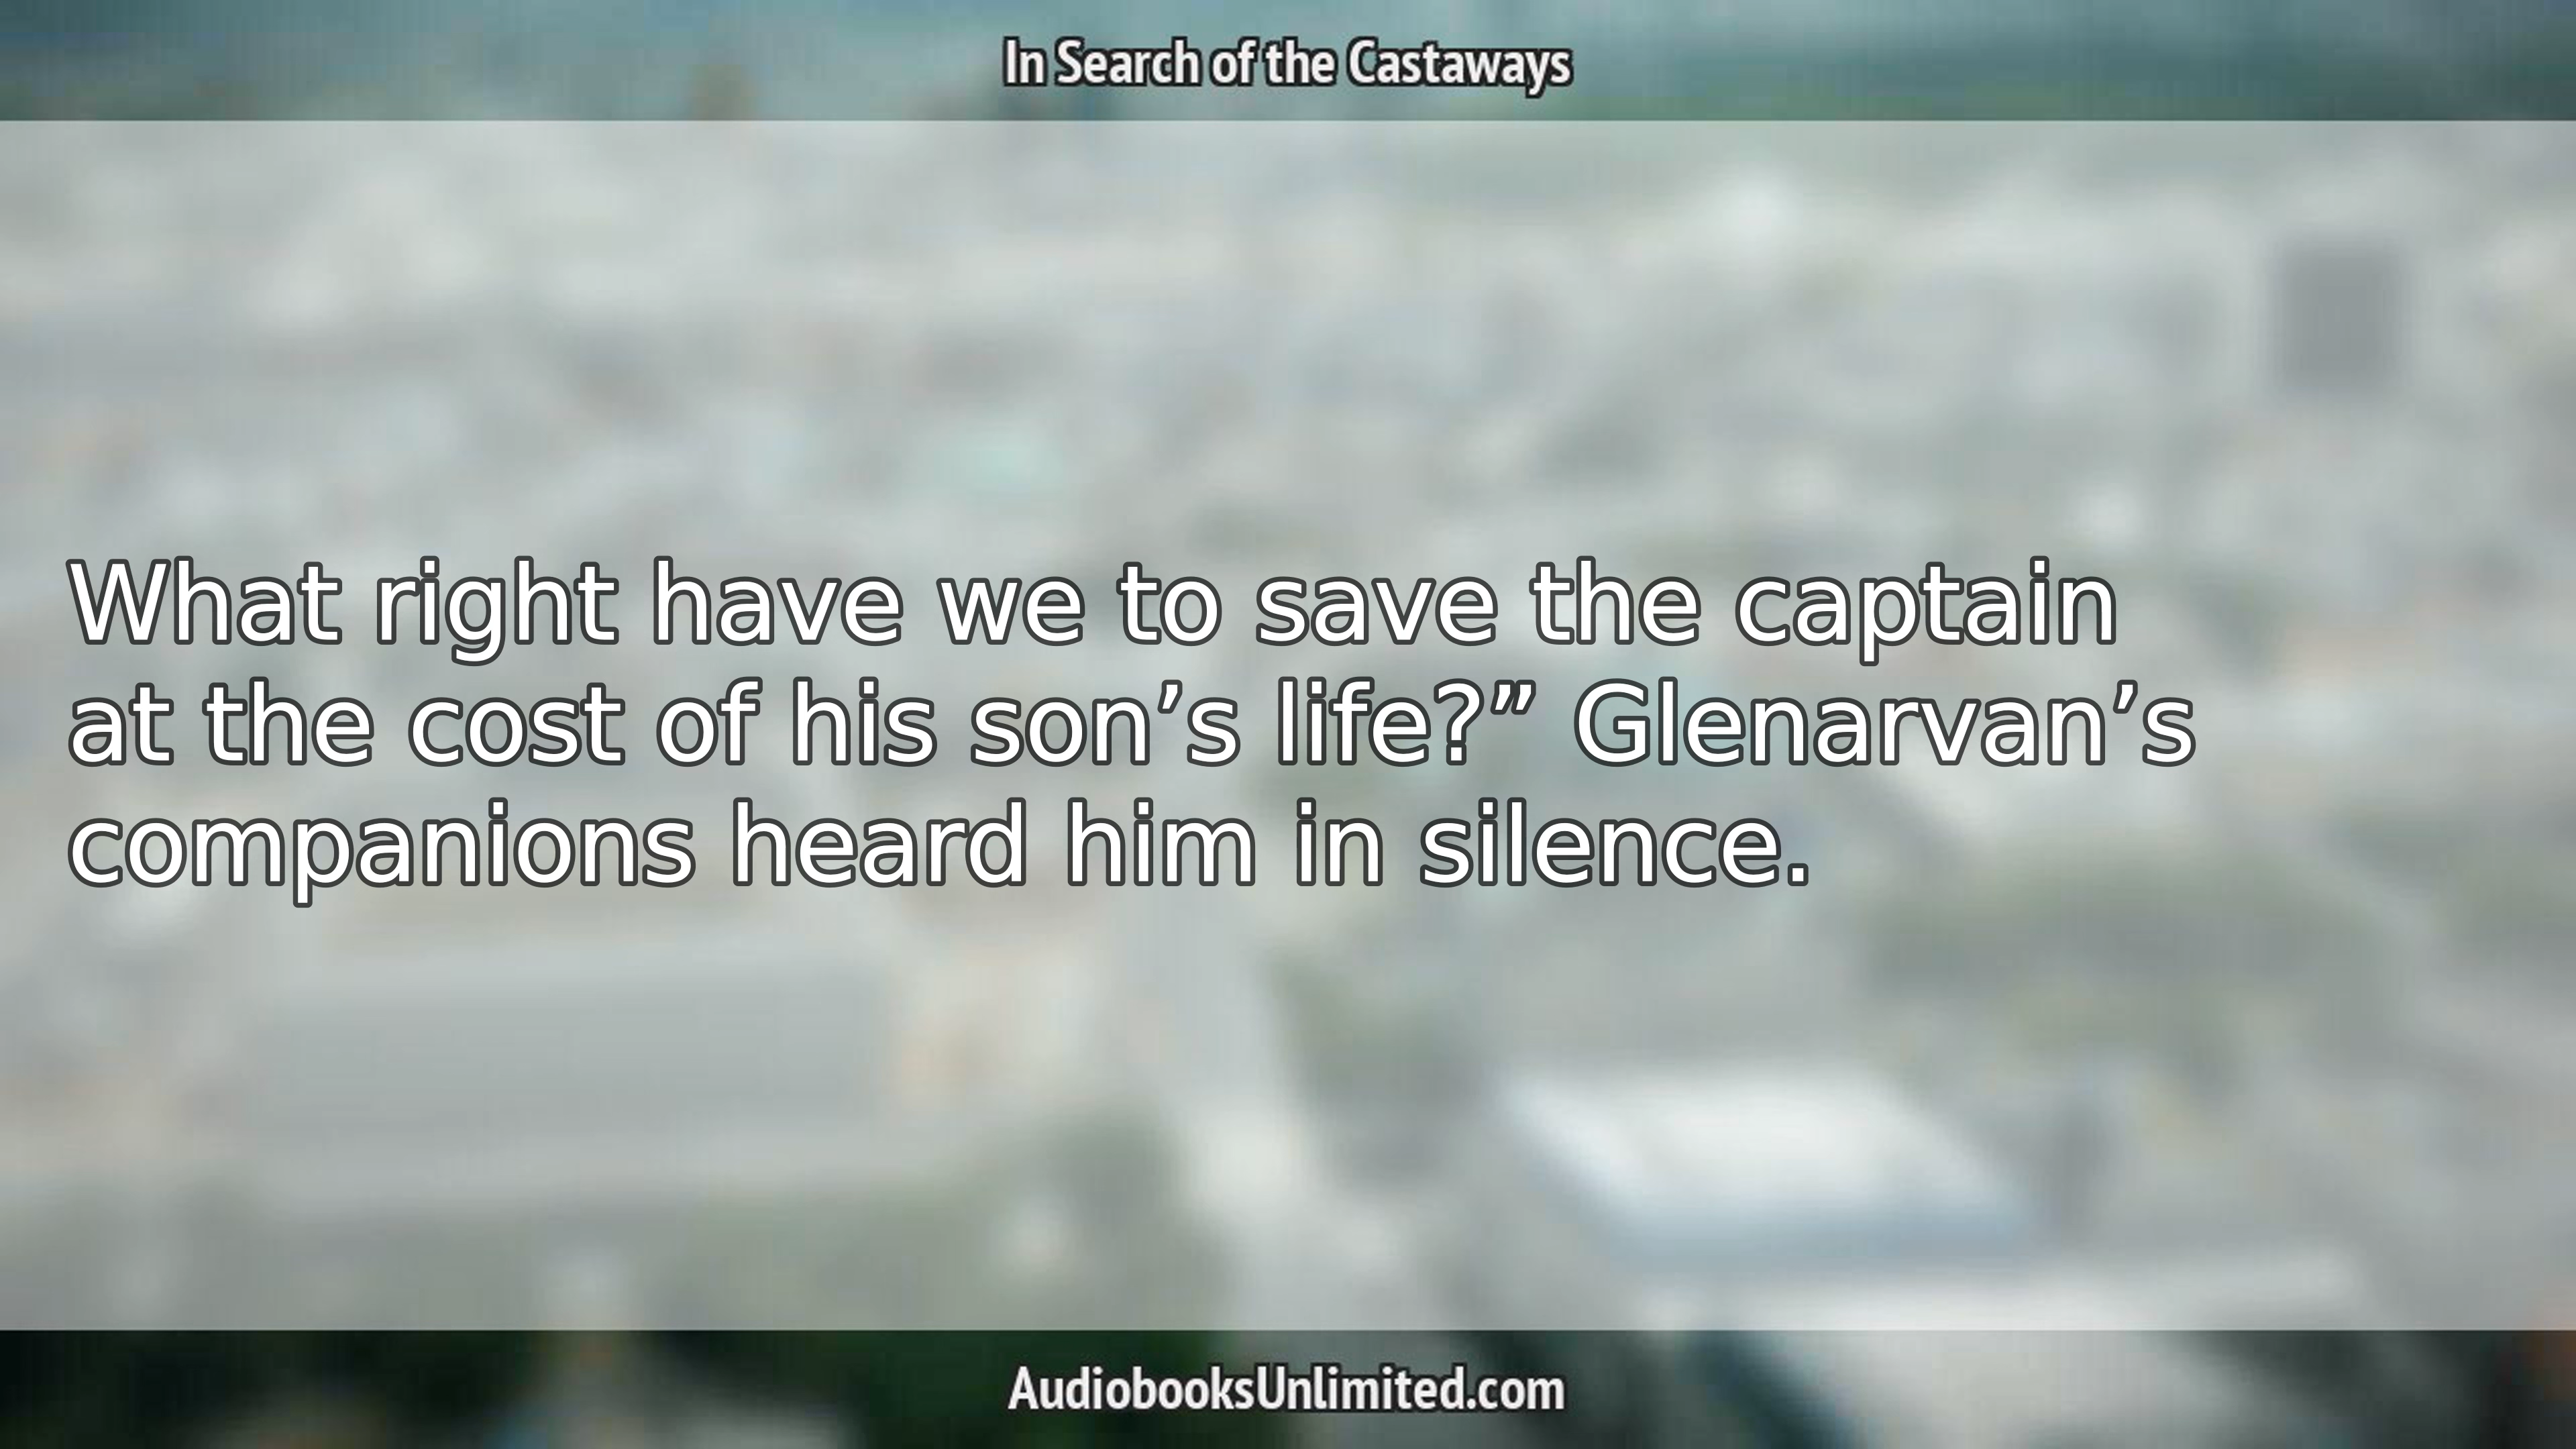 In Search of the Castaways
What right have we to save the captain
at the cost of his son’s life?” Glenarvan’s
companions heard him in silence.
AudiobooksUnlimited.com